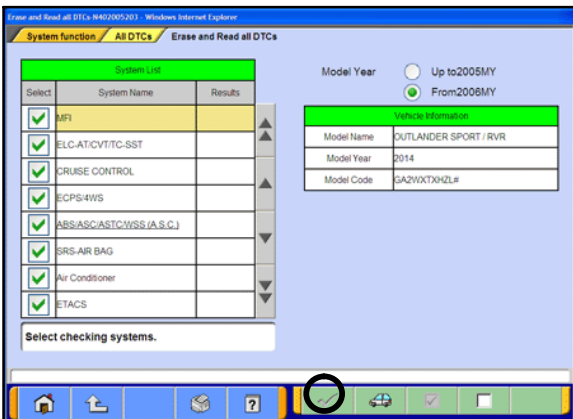 Erase and Read all DTCs-N402005203 - Windows Internet Explorer
System function All DTCs Erase and Read all DTCs
System List
Select System Name Results
MFI
ELC-AT/CVT/TC-SST
CRUISE CONTROL
ECPS/4WS
ABS/ASC/ASTC/WSS (A.S.C.)
SRS-AIR BAG
Air Conditioner
ETACS
Select checking systems.
Model Year Up to2005MY
From2006MY
Vehicle Information
Model Name OUTLANDER SPORT / RVR
Model Year 2014
Model Code GA2WXTXHZL#
?